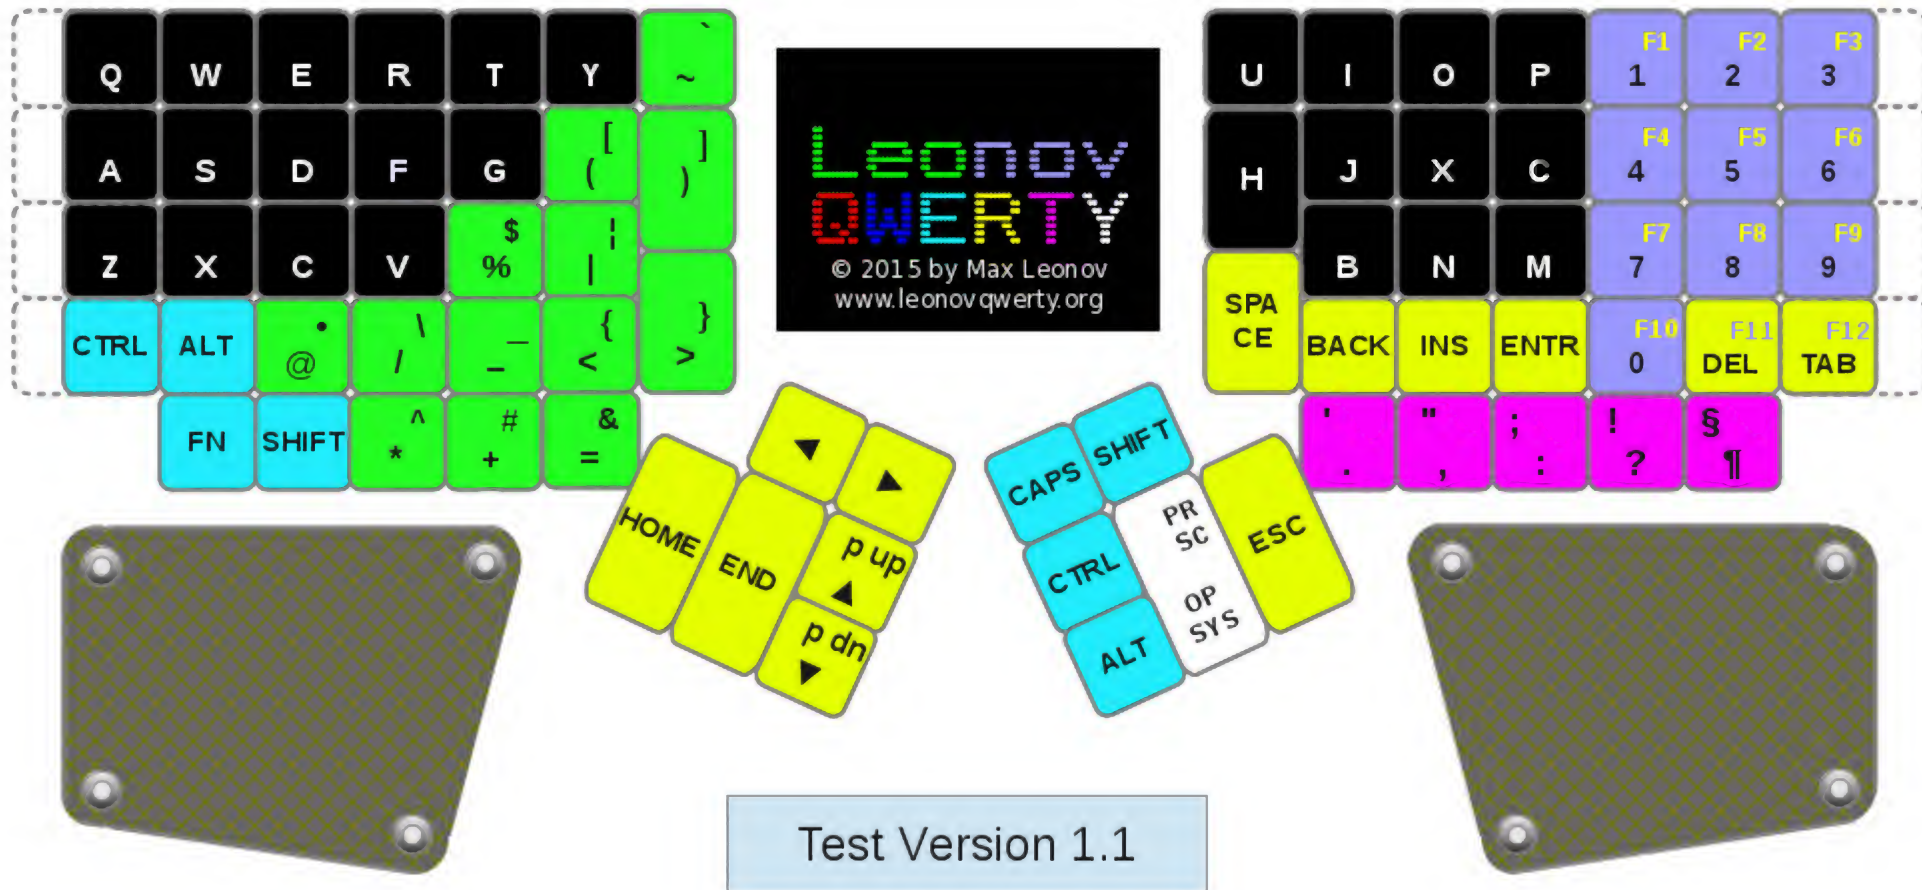 Q W E R T Y ` ~
A S D F G [ ( ] )
Z X C V $ % ¦ |
CTRL ALT • @ \ / _ – { < } >
FN SHIFT ^ * # + & =
HOME END ◄ ► p up ▲ p dn ▼
Leonov
QWERTY
© 2015 by Max Leonov
www.leonovqwerty.org
U I O P F1 1 F2 2 F3 3
H J X C F4 4 F5 5 F6 6
B N M F7 7 F8 8 F9 9
SPA
CE
BACK INS ENTR F10 0 F11 DEL F12 TAB
' . " , ; : ! ? § ¶
CAPS SHIFT
CTRL
ALT
PR
SC
OP
SYS
ESC
Test Version 1.1